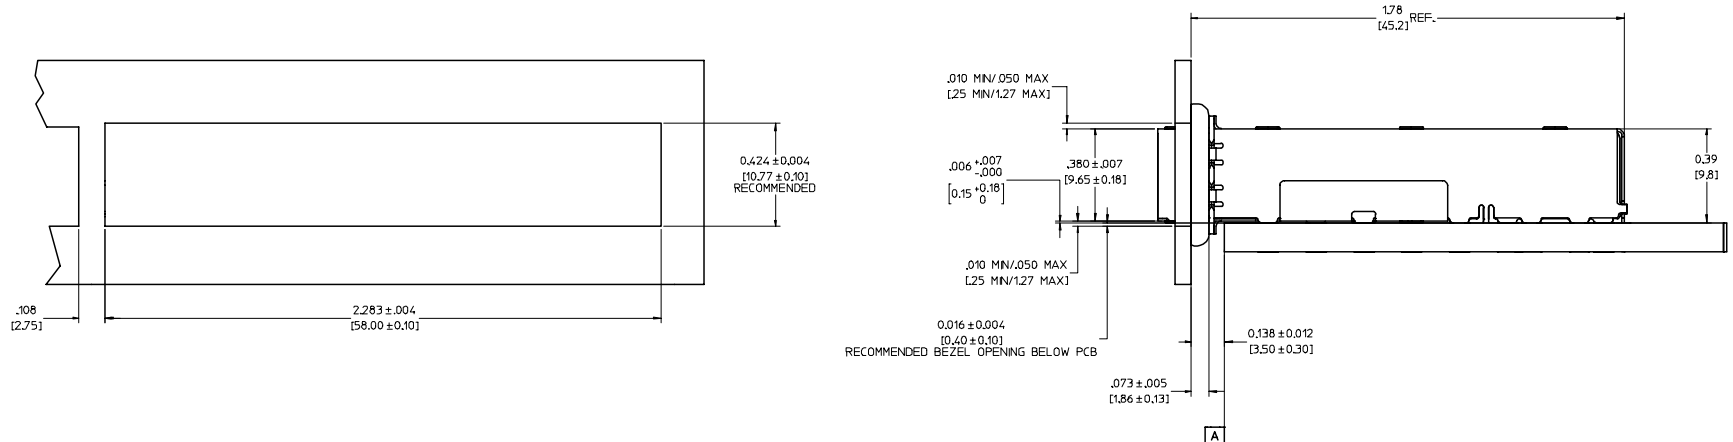 1.78
[45.2] REF.
.010 MIN/.050 MAX
[.25 MIN/1.27 MAX]
0.424 ±0.004
[10.77 ±0.10]
RECOMMENDED
.006 +.007 -.000
[0.15 +0.18 0]
.380 ±.007
[9.65 ±0.18]
0.39
[9.8]
.010 MIN/.050 MAX
[.25 MIN/1.27 MAX]
.108
[2.75]
2.283 ±.004
[58.00 ±0.10]
0.016 ±0.004
[0.40 ±0.10]
RECOMMENDED BEZEL OPENING BELOW PCB
0.138 ±0.012
[3.50 ±0.30]
.073 ±.005
[1.86 ±0.13]
A